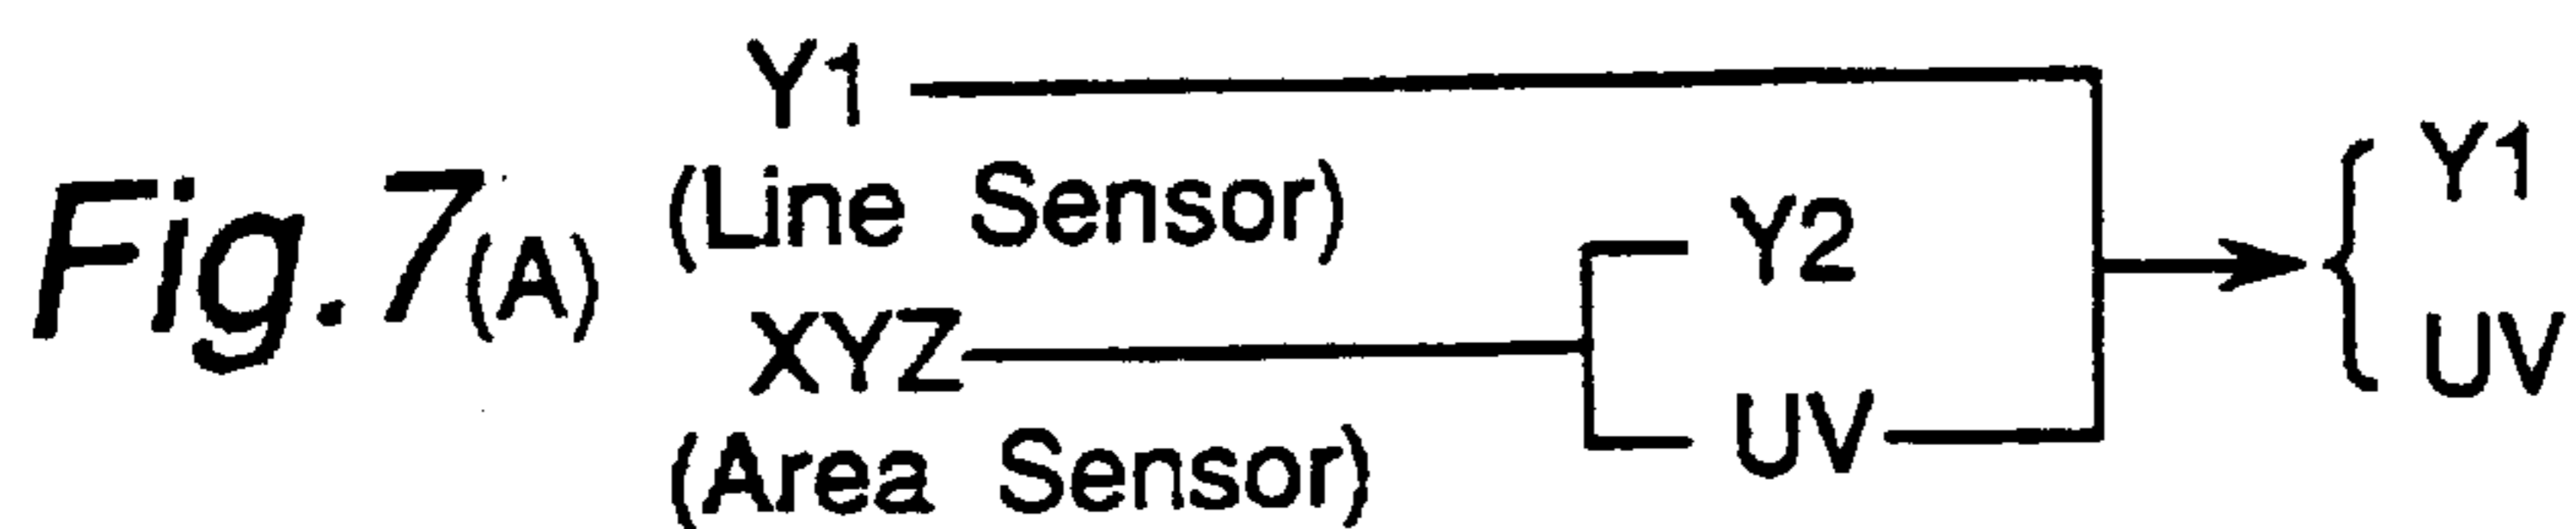 Fig.7(A)
Y1
(Line Sensor)
XYZ
(Area Sensor)
Y2
UV
Y1
UV